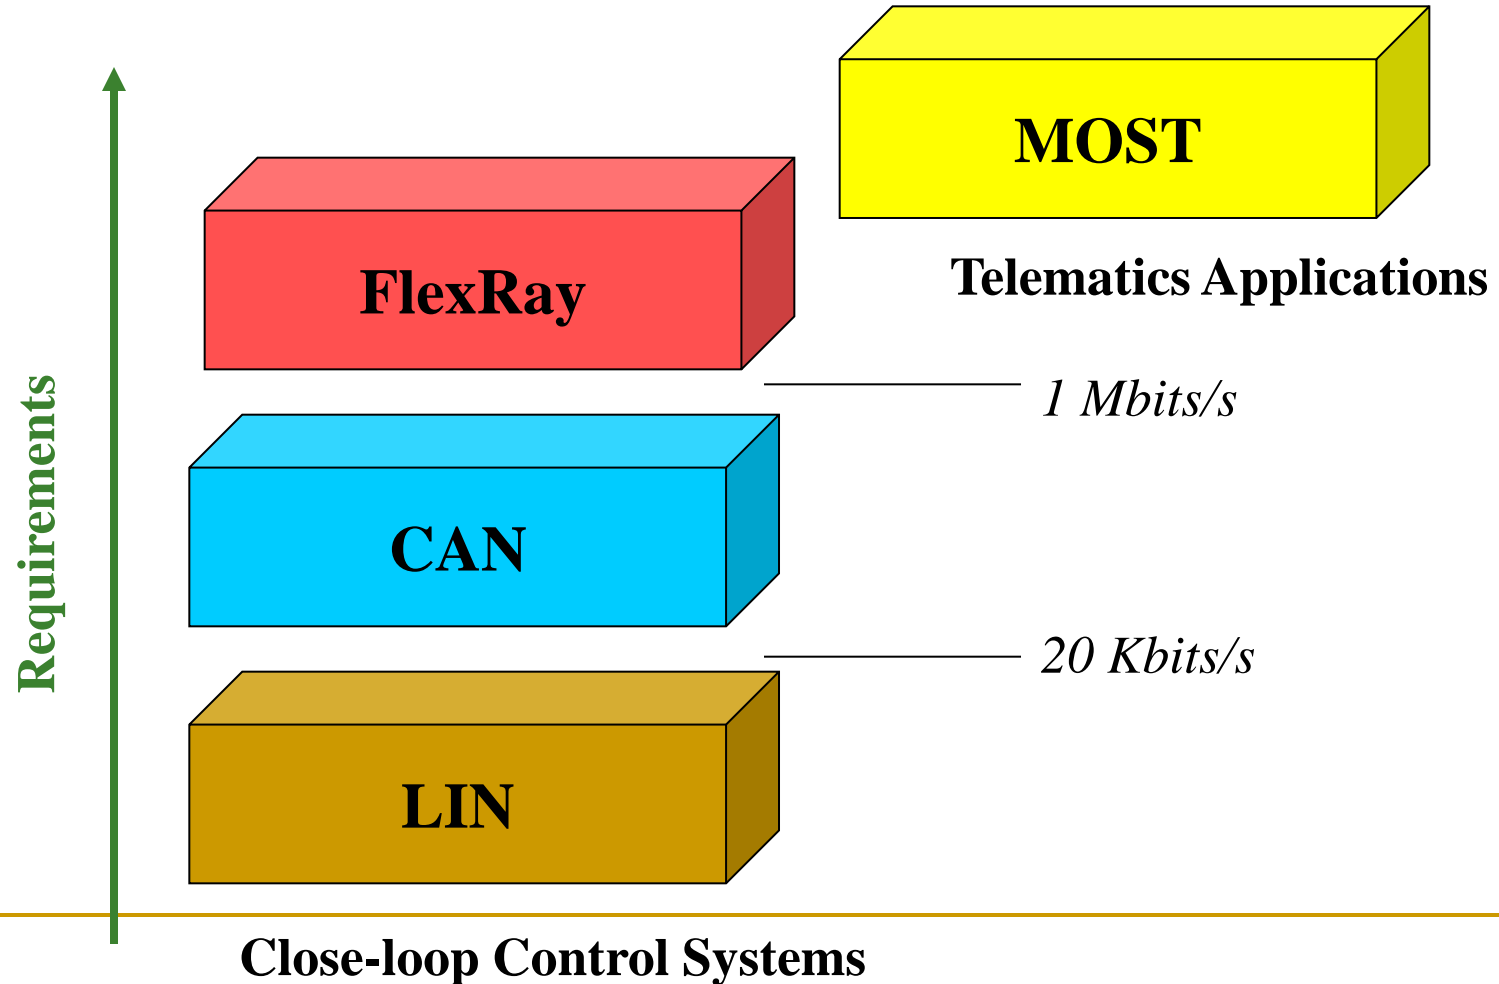 MOST
FlexRay
Telematics Applications
1 Mbits/s
Requirements
CAN
20 Kbits/s
LIN
Close-loop Control Systems